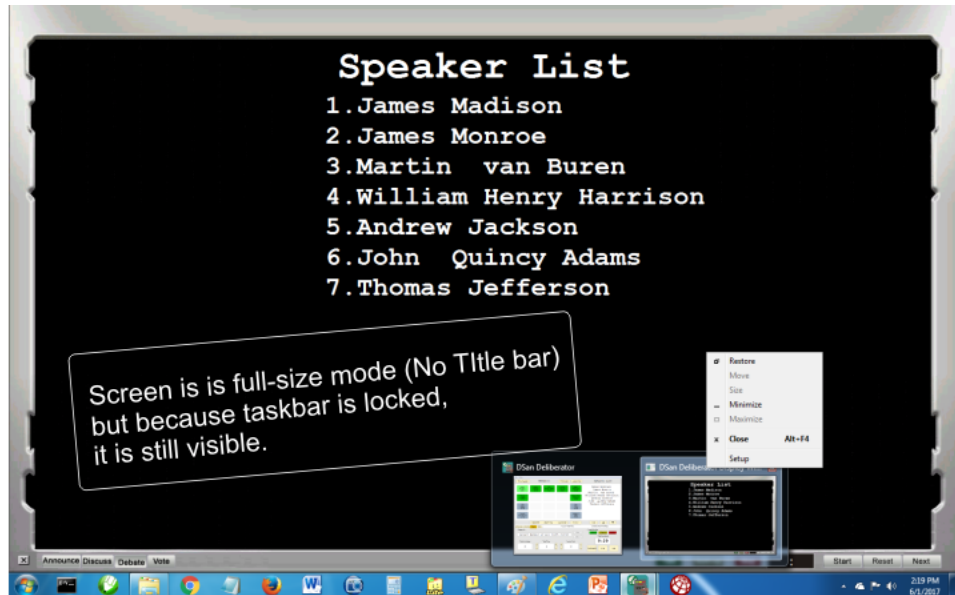 Speaker List
1.James Madison
2.James Monroe
3.Martin  van Buren
4.William Henry Harrison
5.Andrew Jackson
6.John  Quincy Adams
7.Thomas Jefferson
Screen is is full-size mode (No TItle bar)
but because taskbar is locked,
it is still visible.
Restore
Move
Size
Minimize
Maximize
Close Alt+F4
Setup
DSan Deliberator
DSan Deliberator
Speaker List
Announce Discuss Debate Vote
Start Reset Next
2:19 PM
6/1/2017